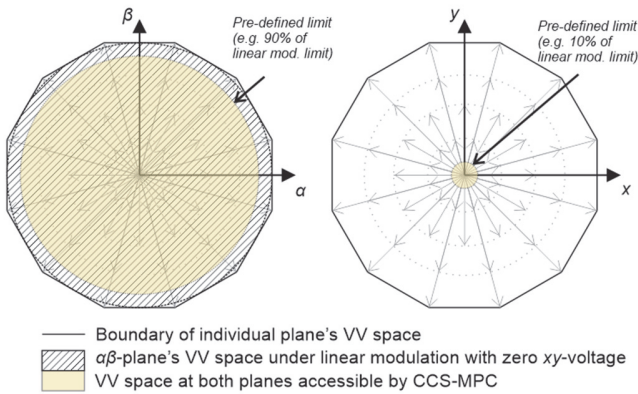 β
Pre-defined limit
(e.g. 90% of
linear mod. limit)
α
y
Pre-defined limit
(e.g. 10% of
linear mod. limit)
x
Boundary of individual plane's VV space
αβ-plane's VV space under linear modulation with zero xy-voltage
VV space at both planes accessible by CCS-MPC